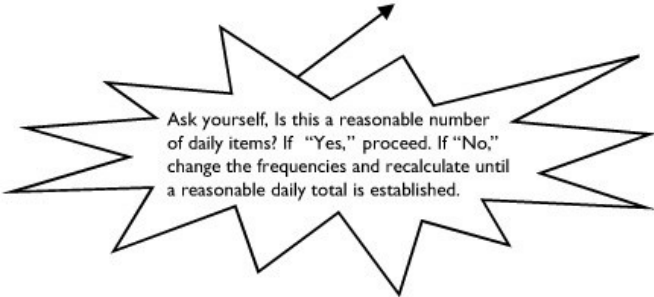 Ask yourself, Is this a reasonable number
of daily items? If “Yes,” proceed. If “No,”
change the frequencies and recalculate until
a reasonable daily total is established.